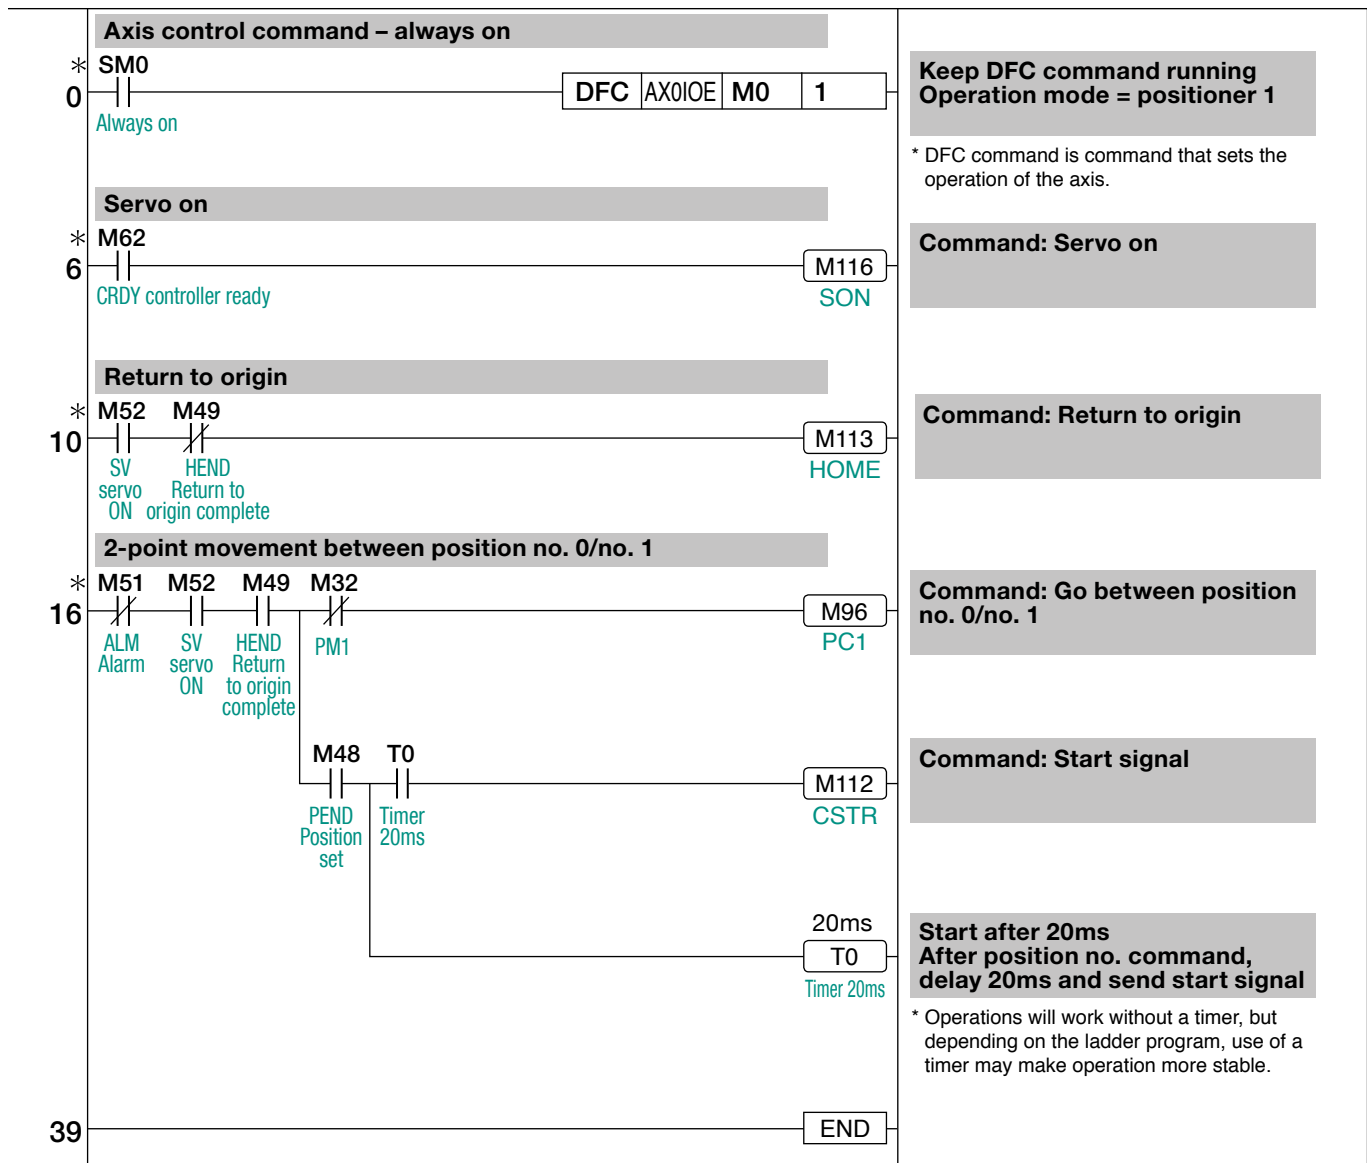 Axis control command – always on
* SM0
0
DFC AX0IOE M0 1
Always on
Keep DFC command running
Operation mode = positioner 1
* DFC command is command that sets the
operation of the axis.
Servo on
* M62
6
M116
CRDY controller ready
SON
Command: Servo on
Return to origin
* M52 M49
10
M113
SV
servo
ON
HEND
Return to
origin complete
HOME
Command: Return to origin
2-point movement between position no. 0/no. 1
* M51 M52 M49 M32
16
M96
ALM
Alarm
SV
servo
ON
HEND
Return
to origin
complete
PM1
PC1
Command: Go between position
no. 0/no. 1
M48 T0
M112
PEND
Position
set
Timer
20ms
CSTR
Command: Start signal
20ms
T0
Timer 20ms
Start after 20ms
After position no. command,
delay 20ms and send start signal
* Operations will work without a timer, but
depending on the ladder program, use of a
timer may make operation more stable.
39
END